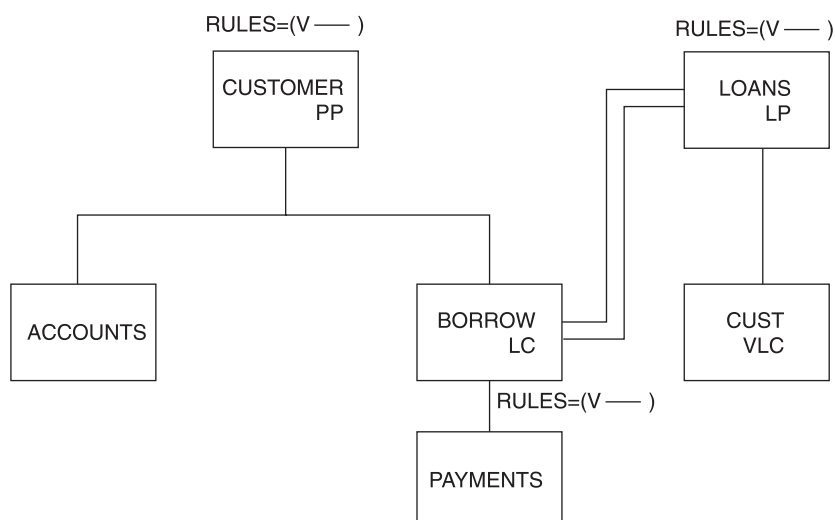 RULES=(V — )
CUSTOMER
PP
RULES=(V — )
LOANS
LP
ACCOUNTS
BORROW
LC
CUST
VLC
RULES=(V — )
PAYMENTS